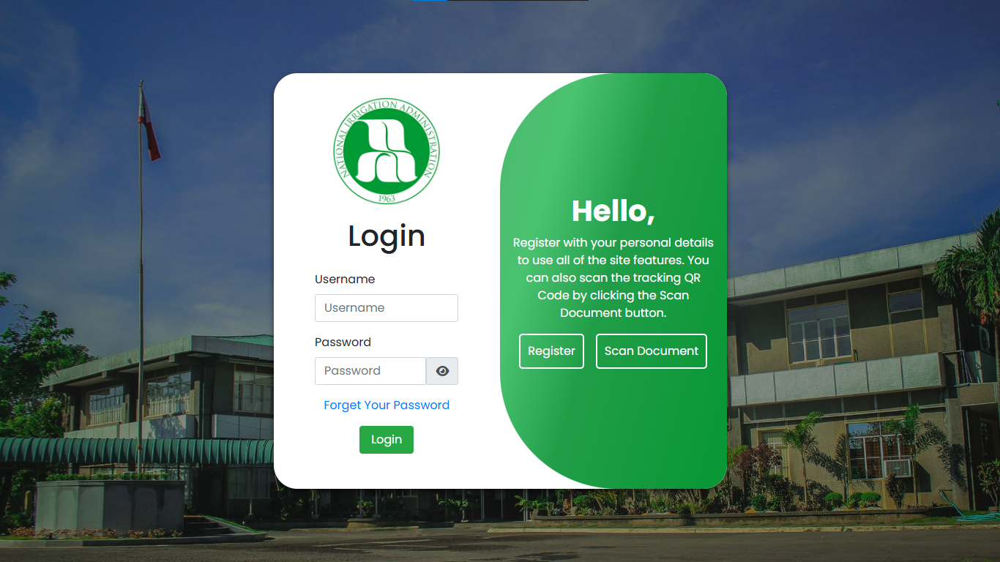 NATIONAL IRRIGATION ADMINISTRATION
1963
Login
Username
Username
Password
Password
Forget Your Password
Login
Hello,
Register with your personal details
to use all of the site features. You
can also scan the tracking QR
Code by clicking the Scan
Document button.
Register
Scan Document